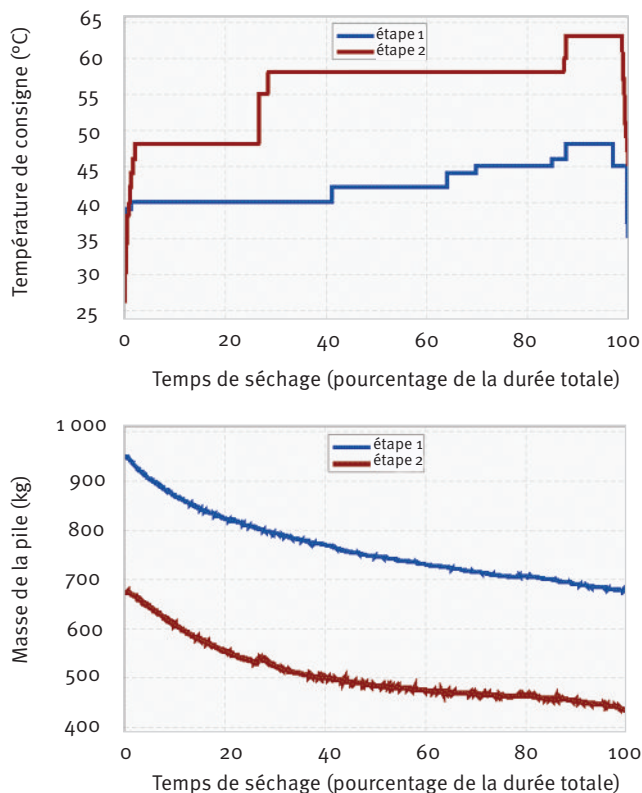 65
60
55
50
45
40
35
30
25
Température de consigne (ºC)
étape 1
étape 2
0 20 40 60 80 100
Temps de séchage (pourcentage de la durée totale)
1 000
900
800
700
600
500
400
Masse de la pile (kg)
étape 1
étape 2
0 20 40 60 80 100
Temps de séchage (pourcentage de la durée totale)